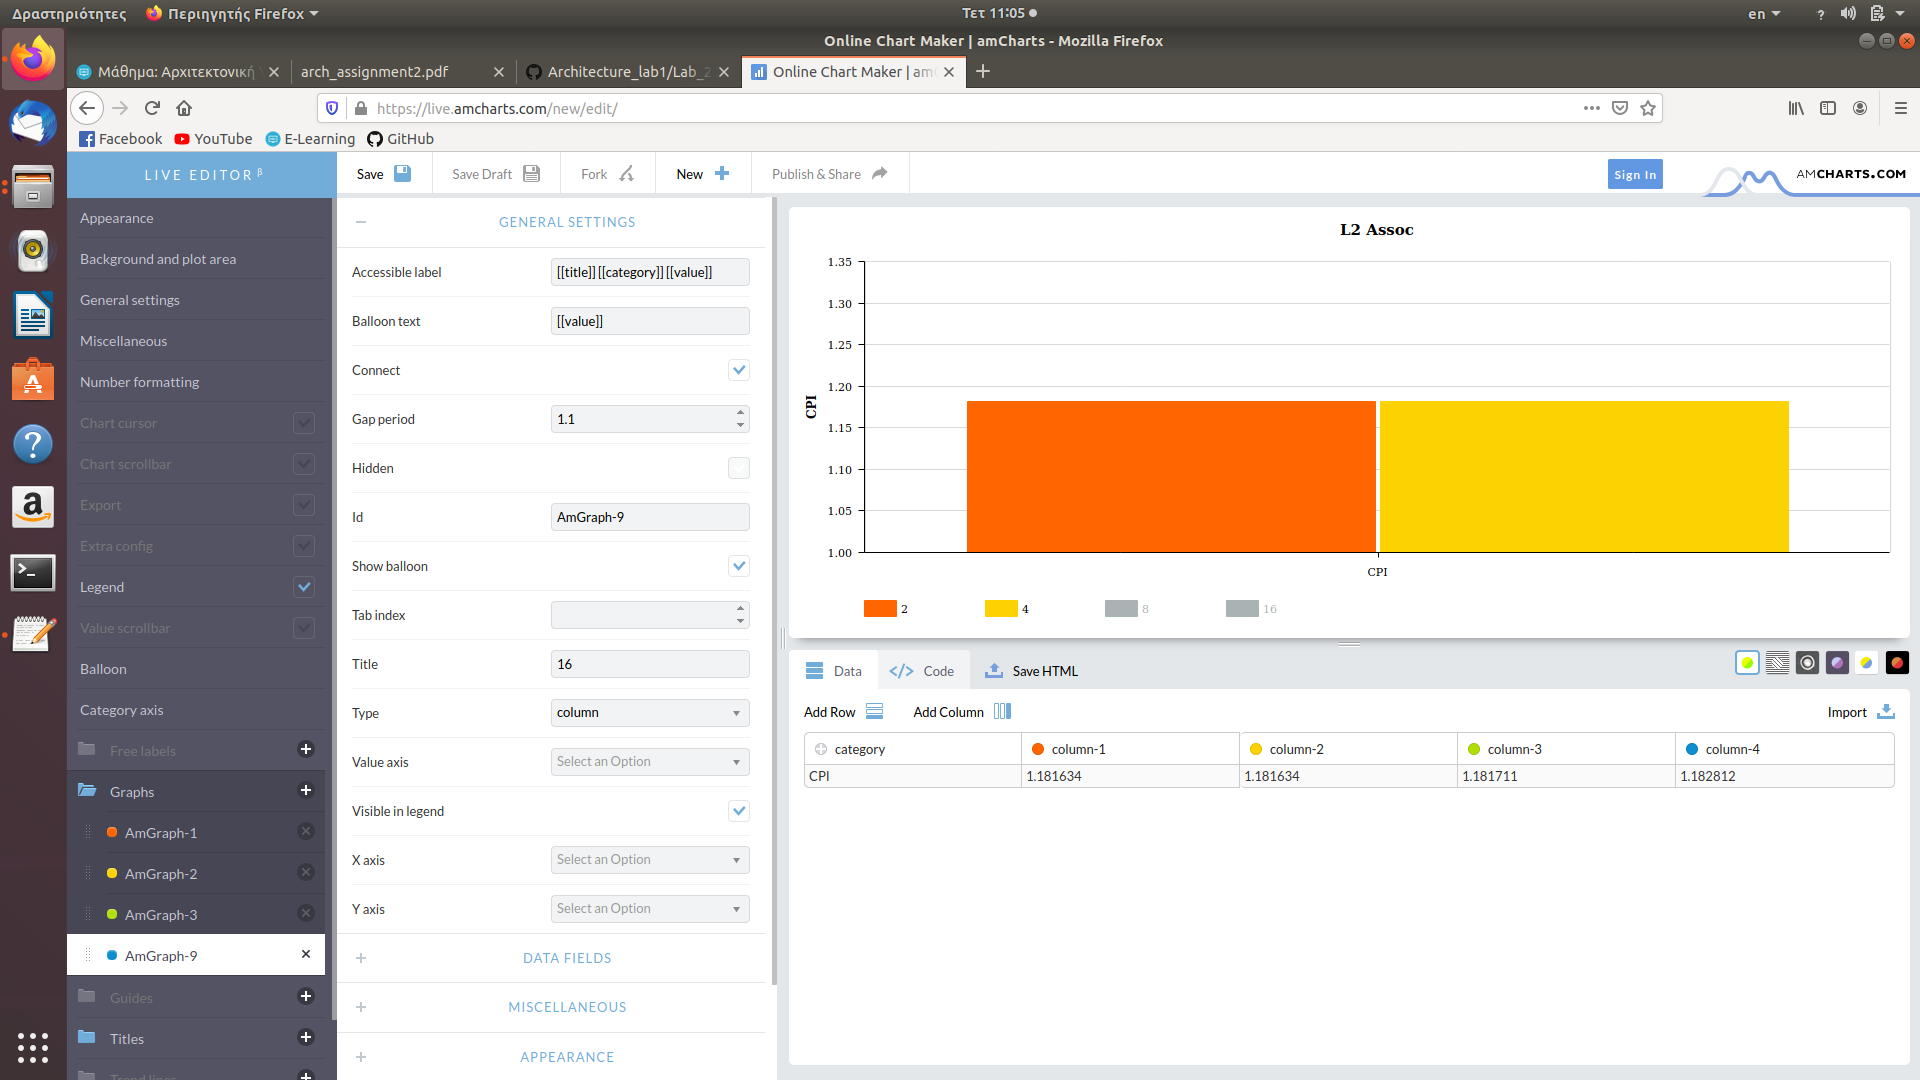 Δραστηριότητες Περιηγητής Firefox Τετ 11:05 en
Online Chart Maker | amCharts - Mozilla Firefox
Μάθημα: Αρχιτεκτονική arch_assignment2.pdf Architecture_lab1/Lab_2 Online Chart Maker | amC
https://live.amcharts.com/new/edit/
Facebook YouTube E-Learning GitHub
LIVE EDITOR β Save Save Draft Fork New Publish & Share Sign In AMCHARTS.COM
Appearance
Background and plot area
General settings
Miscellaneous
Number formatting
Chart cursor
Chart scrollbar
Export
Extra config
Legend
Value scrollbar
Balloon
Category axis
Free labels
Graphs
AmGraph-1
AmGraph-2
AmGraph-3
AmGraph-9
Guides
Titles
Trend lines
GENERAL SETTINGS
Accessible label [[title]] [[category]] [[value]]
Balloon text [[value]]
Connect
Gap period 1.1
Hidden
Id AmGraph-9
Show balloon
Tab index
Title 16
Type column
Value axis Select an Option
Visible in legend
X axis Select an Option
Y axis Select an Option
DATA FIELDS
MISCELLANEOUS
APPEARANCE
L2 Assoc
1.35
1.30
1.25
1.20
1.15
1.10
1.05
1.00
CPI
CPI
2 4 8 16
Data Code Save HTML
Add Row Add Column Import
category column-1 column-2 column-3 column-4
CPI 1.181634 1.181634 1.181711 1.182812